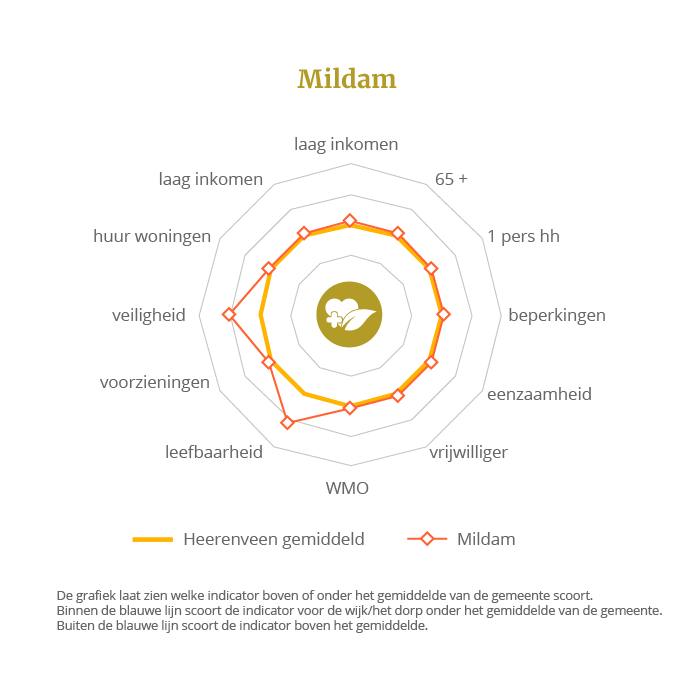 Mildam
laag inkomen
laag inkomen
65 +
huur woningen
1 pers hh
veiligheid
beperkingen
voorzieningen
eenzaamheid
leefbaarheid
vrijwilliger
WMO
Heerenveen gemiddeld
Mildam
De grafiek laat zien welke indicator boven of onder het gemiddelde van de gemeente scoort.
Binnen de blauwe lijn scoort de indicator voor de wijk/het dorp onder het gemiddelde van de gemeente.
Buiten de blauwe lijn scoort de indicator boven het gemiddelde.